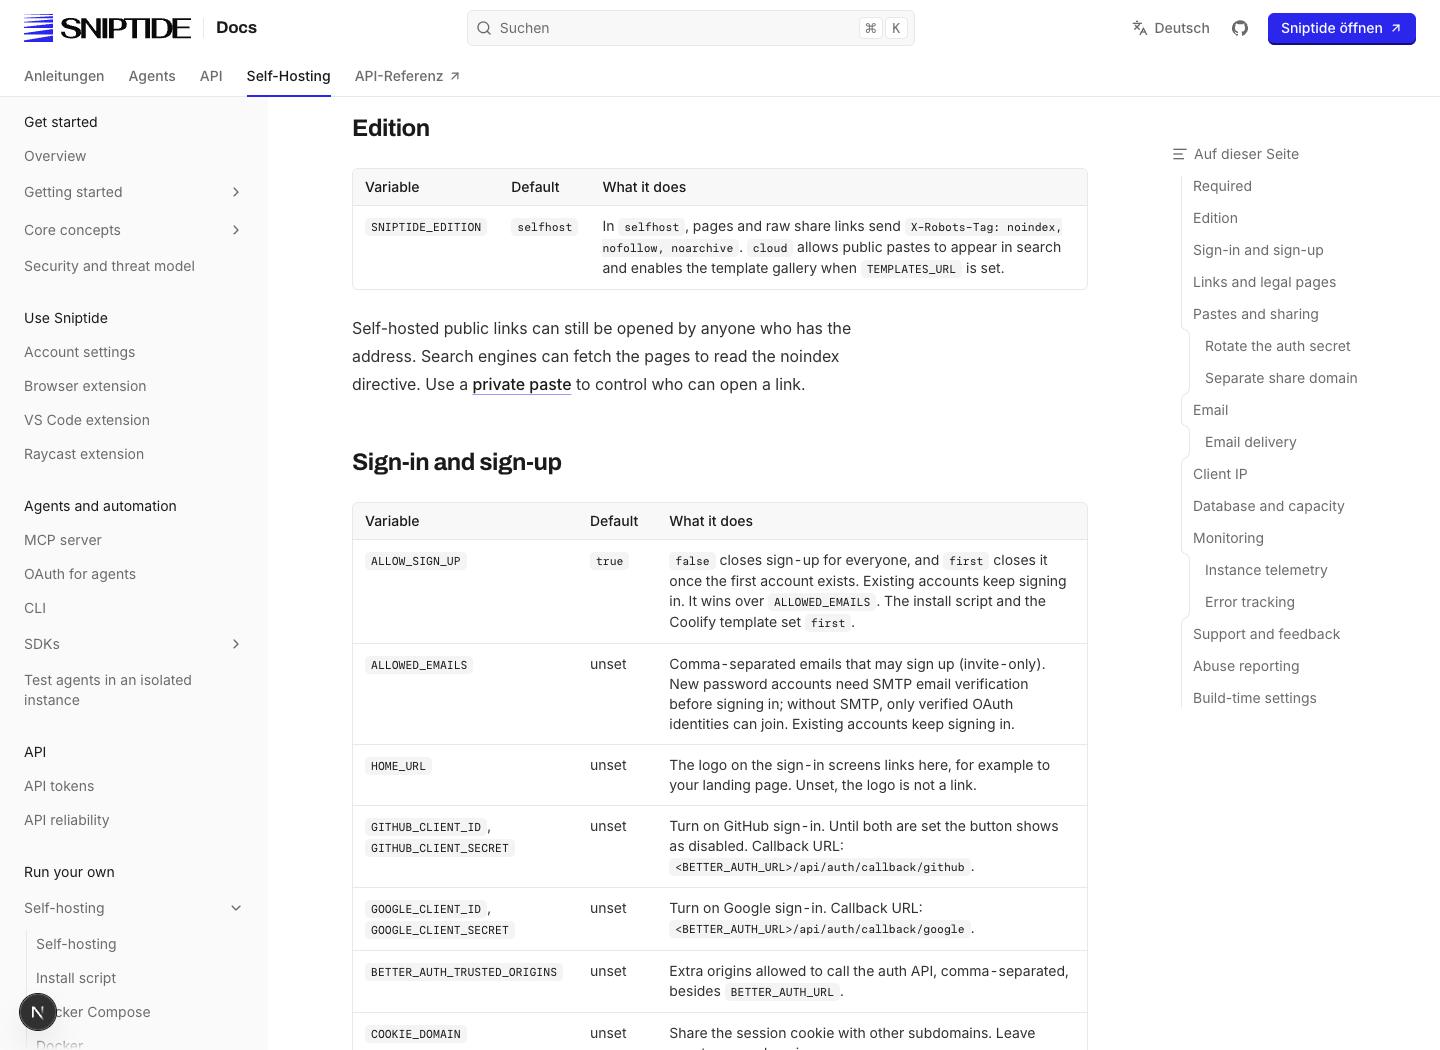 SNIPTIDE
Docs
Suchen
⌘ K
Deutsch
Sniptide öffnen
Anleitungen
Agents
API
Self-Hosting
API-Referenz
Get started
Overview
Getting started
Core concepts
Security and threat model
Use Sniptide
Account settings
Browser extension
VS Code extension
Raycast extension
Agents and automation
MCP server
OAuth for agents
CLI
SDKs
Test agents in an isolated
instance
API
API tokens
API reliability
Run your own
Self-hosting
Self-hosting
Install script
cker Compose
Docker
N
Edition
Variable Default What it does
SNIPTIDE_EDITION selfhost In selfhost, pages and raw share links send X-Robots-Tag: noindex,
nofollow, noarchive. cloud allows public pastes to appear in search
and enables the template gallery when TEMPLATES_URL is set.
Self-hosted public links can still be opened by anyone who has the
address. Search engines can fetch the pages to read the noindex
directive. Use a private paste to control who can open a link.
Sign-in and sign-up
Variable Default What it does
ALLOW_SIGN_UP true false closes sign-up for everyone, and first closes it
once the first account exists. Existing accounts keep signing
in. It wins over ALLOWED_EMAILS. The install script and the
Coolify template set first.
ALLOWED_EMAILS unset Comma-separated emails that may sign up (invite-only).
New password accounts need SMTP email verification
before signing in; without SMTP, only verified OAuth
identities can join. Existing accounts keep signing in.
HOME_URL unset The logo on the sign-in screens links here, for example to
your landing page. Unset, the logo is not a link.
GITHUB_CLIENT_ID, unset Turn on GitHub sign-in. Until both are set the button shows
GITHUB_CLIENT_SECRET as disabled. Callback URL:
<BETTER_AUTH_URL>/api/auth/callback/github.
GOOGLE_CLIENT_ID, unset Turn on Google sign-in. Callback URL:
GOOGLE_CLIENT_SECRET <BETTER_AUTH_URL>/api/auth/callback/google.
BETTER_AUTH_TRUSTED_ORIGINS unset Extra origins allowed to call the auth API, comma-separated,
besides BETTER_AUTH_URL.
COOKIE_DOMAIN unset Share the session cookie with other subdomains. Leave
Auf dieser Seite
Required
Edition
Sign-in and sign-up
Links and legal pages
Pastes and sharing
Rotate the auth secret
Separate share domain
Email
Email delivery
Client IP
Database and capacity
Monitoring
Instance telemetry
Error tracking
Support and feedback
Abuse reporting
Build-time settings